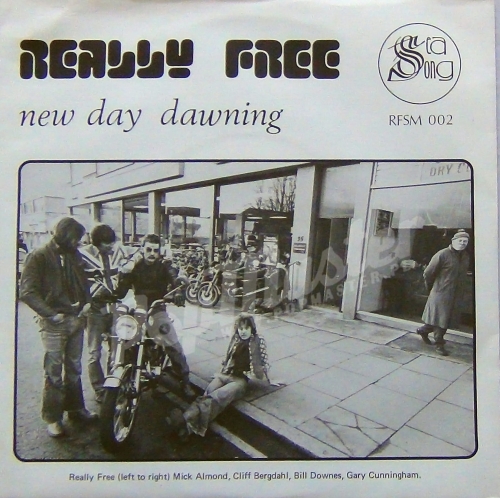 REALLY FREE
new day dawning
Sea
Song
RFSM 002
DRY C
Really Free (left to right) Mick Almond, Cliff Bergdahl, Bill Downes, Gary Cunningham.